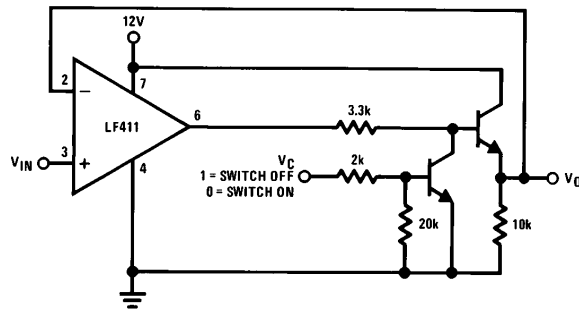 12V
2
7
LF411
6
3.3k
VIN
3
4
VC
1 = SWITCH OFF
0 = SWITCH ON
2k
VO
20k
10k